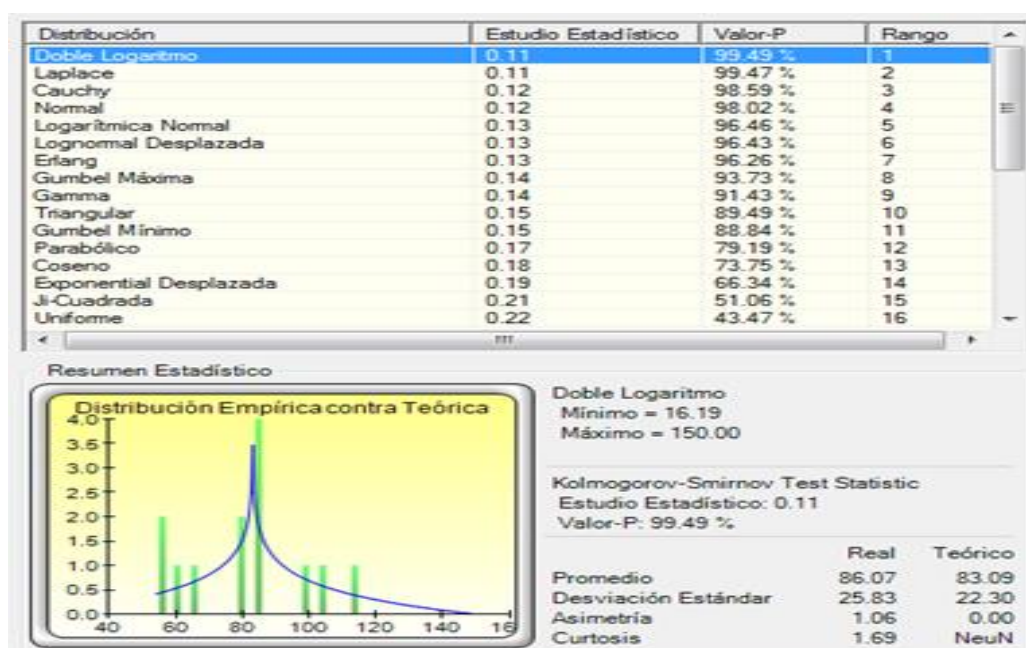 Distribución Estudio Estadístico Valor-P Rango
Doble Logaritmo 0.11 99.49 % 1
Laplace 0.11 99.47 % 2
Cauchy 0.12 98.59 % 3
Normal 0.12 98.02 % 4
Logarítmica Normal 0.13 96.46 % 5
Lognormal Desplazada 0.13 96.43 % 6
Erlang 0.13 96.26 % 7
Gumbel Máxima 0.14 93.73 % 8
Gamma 0.14 91.43 % 9
Triangular 0.15 89.49 % 10
Gumbel Mínimo 0.15 88.84 % 11
Parabólico 0.17 79.19 % 12
Coseno 0.18 73.75 % 13
Exponential Desplazada 0.19 66.34 % 14
Ji-Cuadrada 0.21 51.06 % 15
Uniforme 0.22 43.47 % 16
Resumen Estadístico
Distribución Empírica contra Teórica
4.0
3.5
3.0
2.5
2.0
1.5
1.0
0.5
0.0
40 60 80 100 120 140 16
Doble Logaritmo
Mínimo = 16.19
Máximo = 150.00
Kolmogorov-Smirnov Test Statistic
Estudio Estadístico: 0.11
Valor-P: 99.49 %
Real Teórico
Promedio 86.07 83.09
Desviación Estándar 25.83 22.30
Asimetría 1.06 0.00
Curtosis 1.69 NeuN